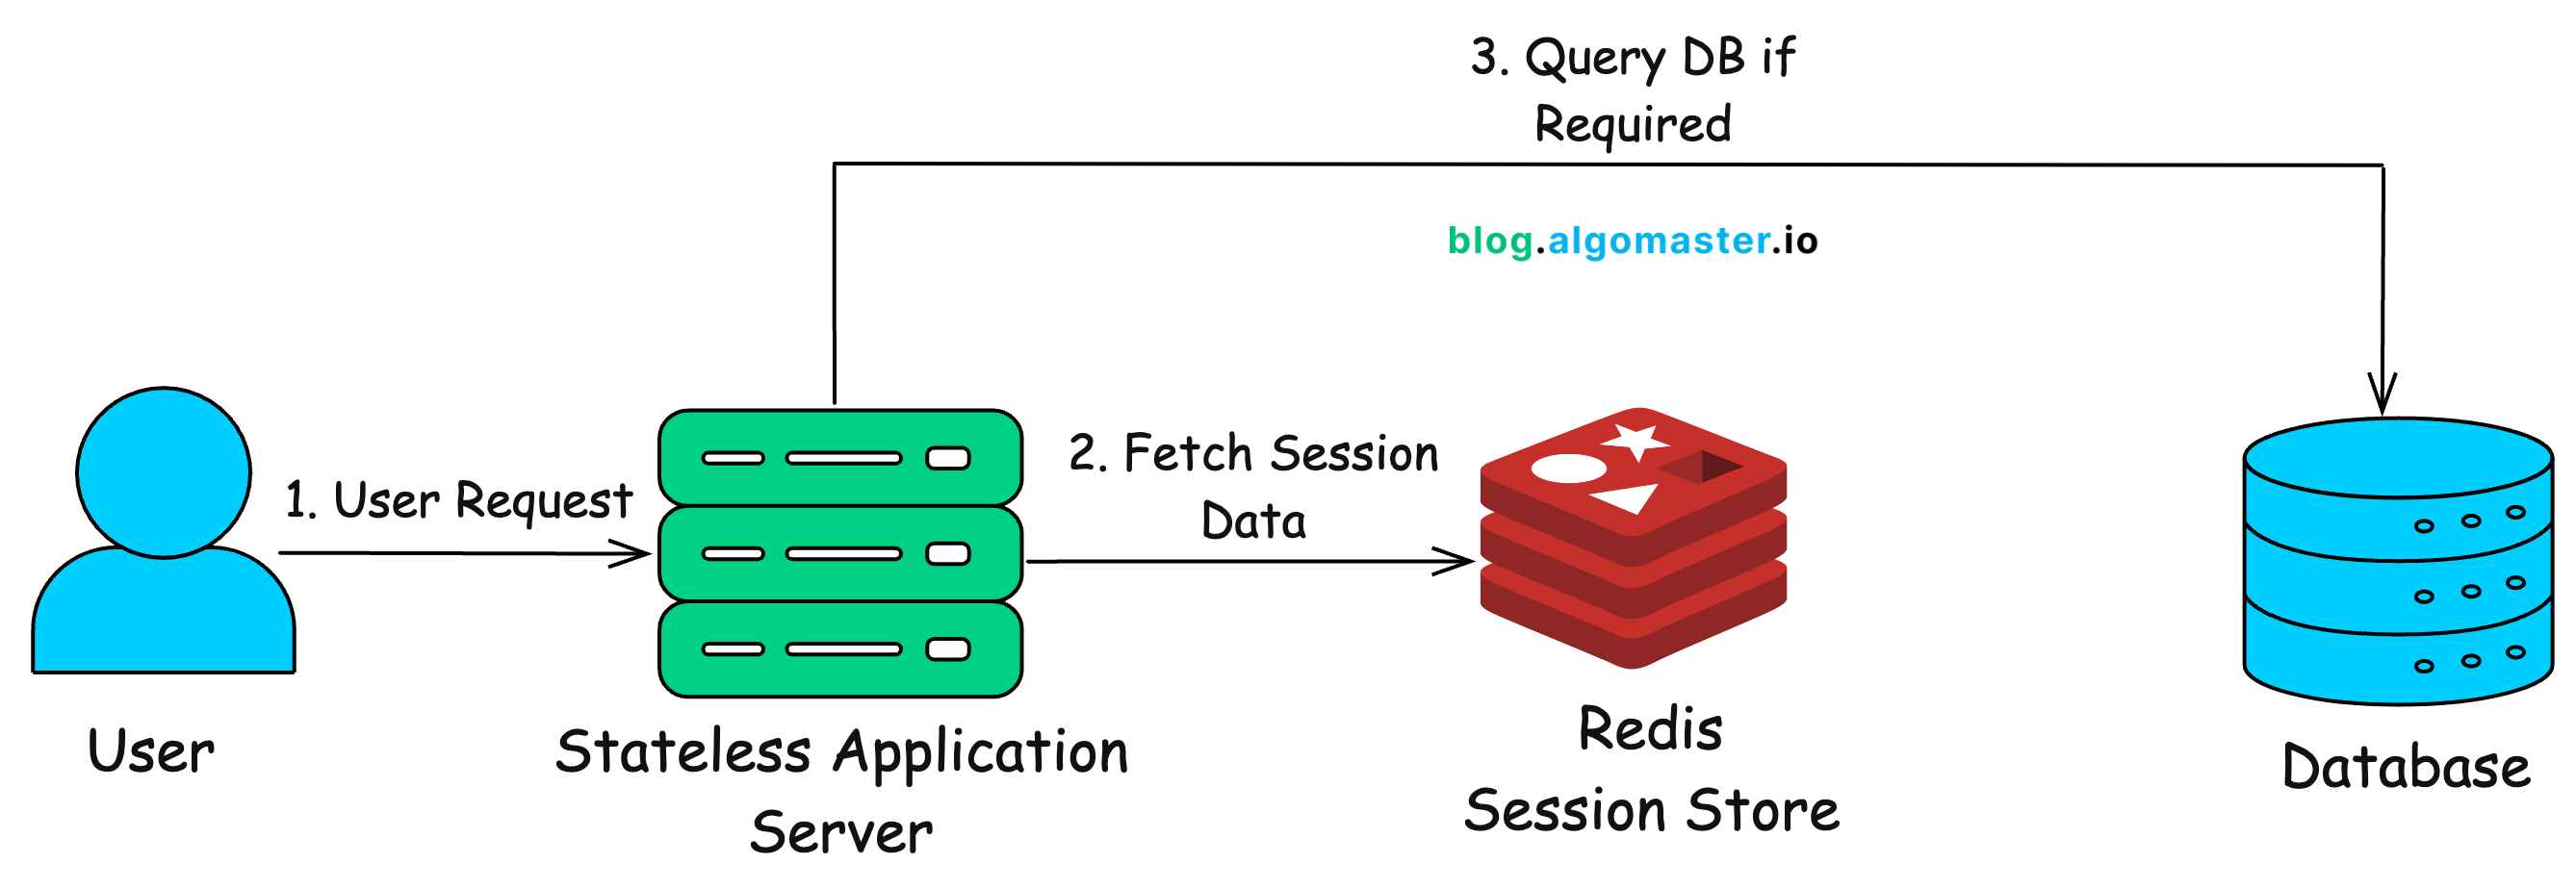 3. Query DB if
Required
blog.algomaster.io
1. User Request
2. Fetch Session
Data
User
Stateless Application
Server
Redis
Session Store
Database